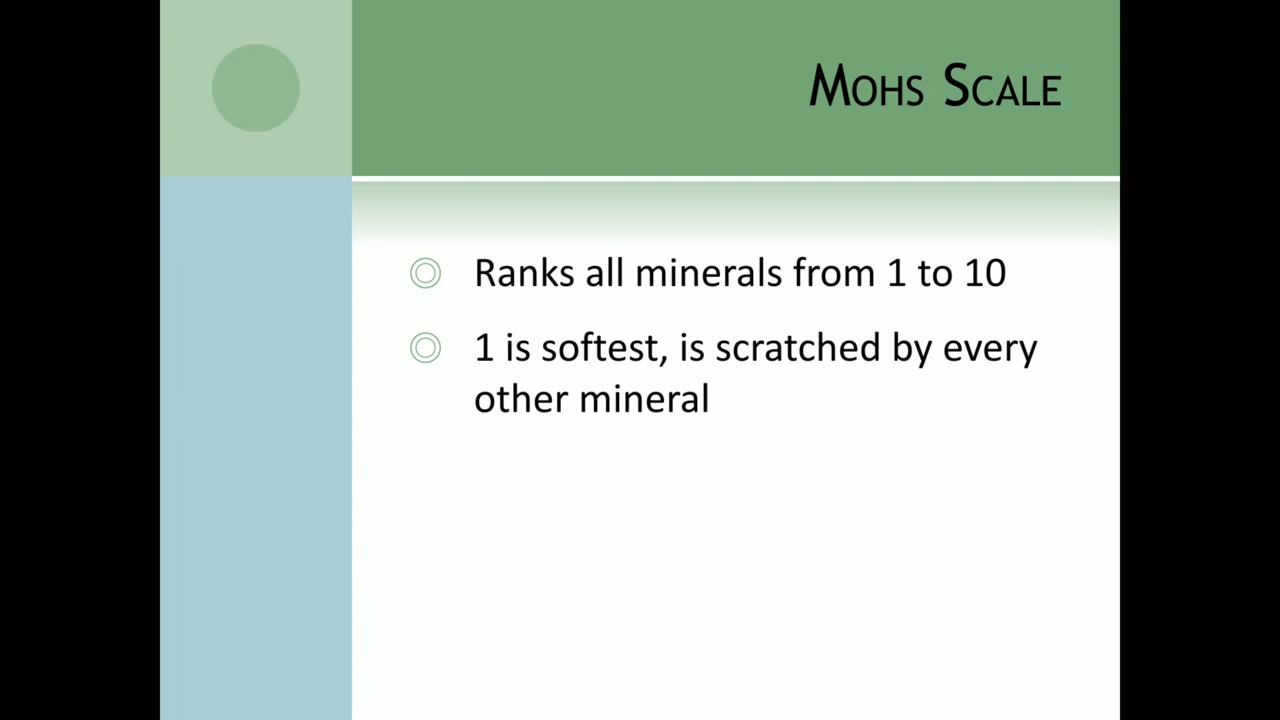 Mohs Scale
Ranks all minerals from 1 to 10
1 is softest, is scratched by every
other mineral